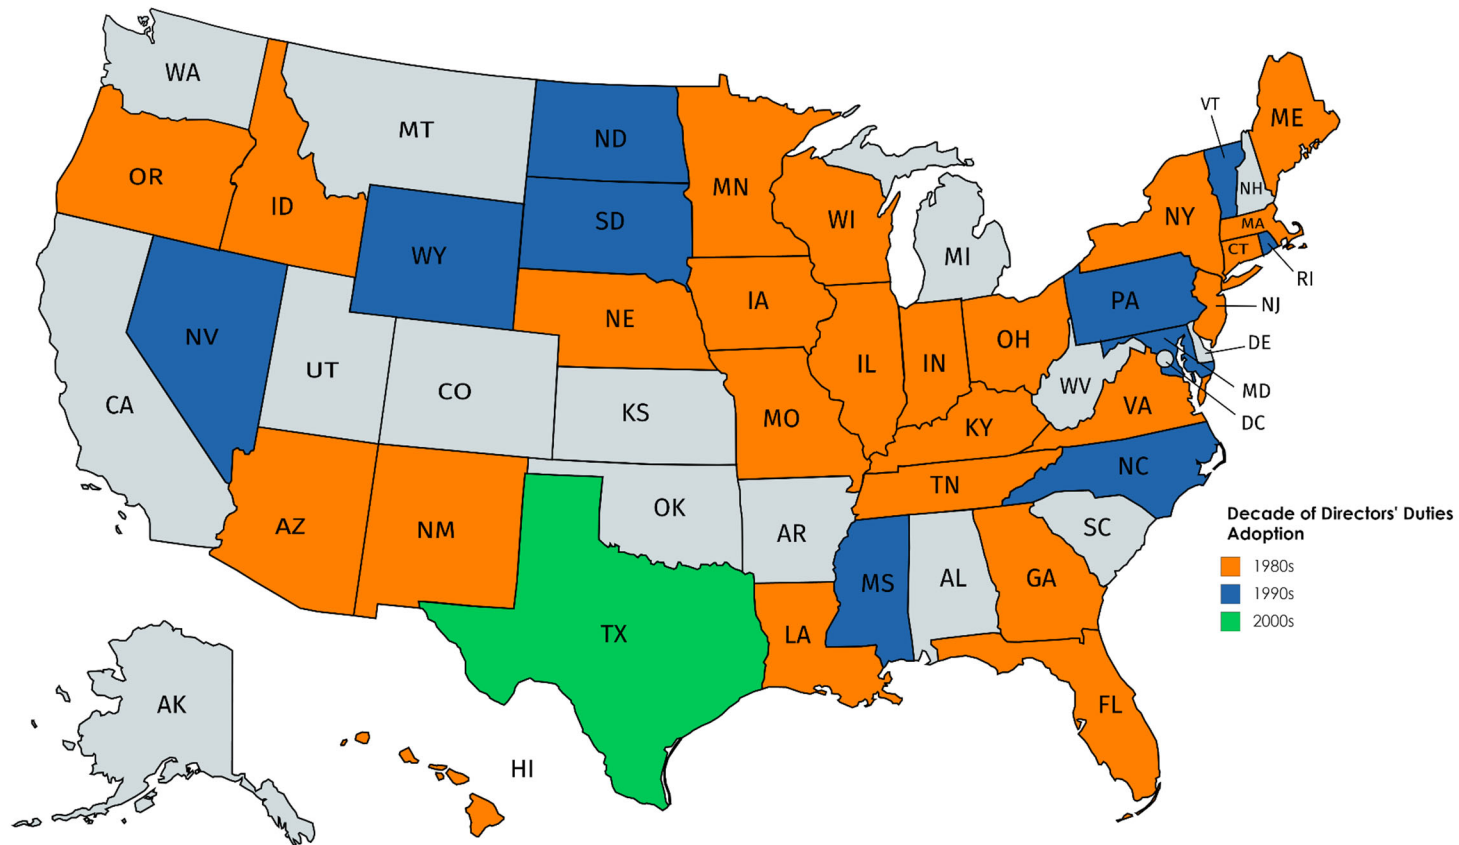 WA
MT
ND
MN
VT
ME
OR
ID
SD
WI
NY
NH
MA
CT
RI
WY
MI
NV
NE
IA
PA
NJ
UT
CO
IL
IN
OH
DE
CA
KS
MO
WV
VA
MD
DC
KY
NC
AZ
NM
OK
AR
TN
SC
MS
AL
GA
TX
LA
FL
AK
HI
Decade of Directors' Duties
Adoption
1980s
1990s
2000s